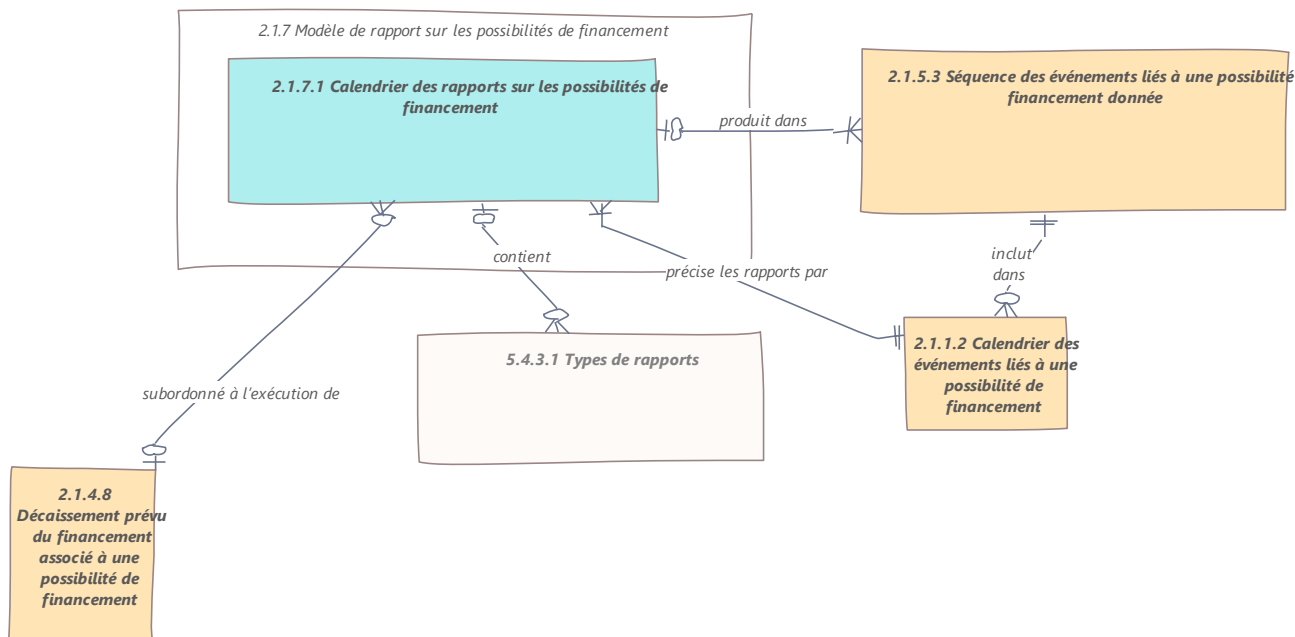 2.1.7 Modèle de rapport sur les possibilités de financement
2.1.7.1 Calendrier des rapports sur les possibilités de
financement
2.1.5.3 Séquence des événements liés à une possibilité
financement donnée
produit dans
contient
précise les rapports par
inclut
dans
5.4.3.1 Types de rapports
2.1.1.2 Calendrier des
événements liés à une
possibilité de
financement
subordonné à l'exécution de
2.1.4.8
Décaissement prévu
du financement
associé à une
possibilité de
financement